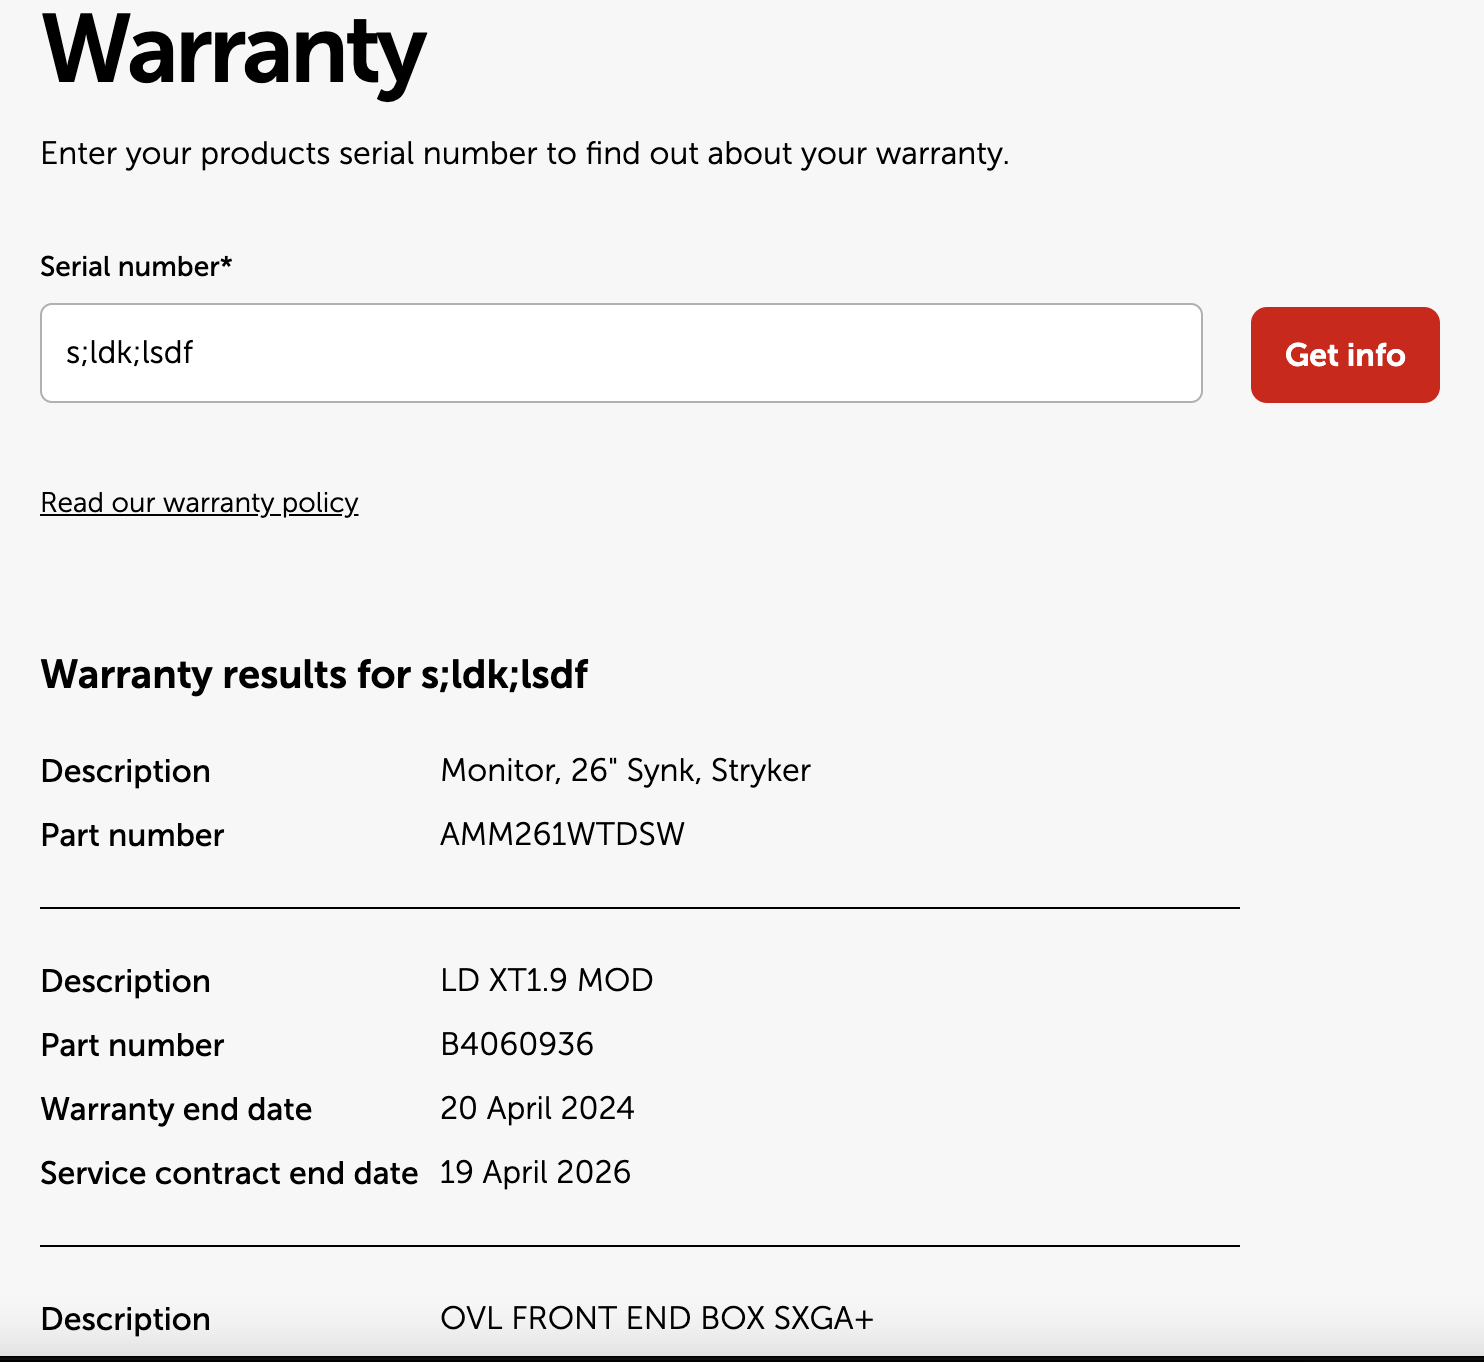 Warranty
Enter your products serial number to find out about your warranty.
Serial number*
s;ldk;lsdf
Get info
Read our warranty policy
Warranty results for s;ldk;lsdf
Description Monitor, 26" Synk, Stryker
Part number AMM261WTDSW
Description LD XT1.9 MOD
Part number B4060936
Warranty end date 20 April 2024
Service contract end date 19 April 2026
Description OVL FRONT END BOX SXGA+